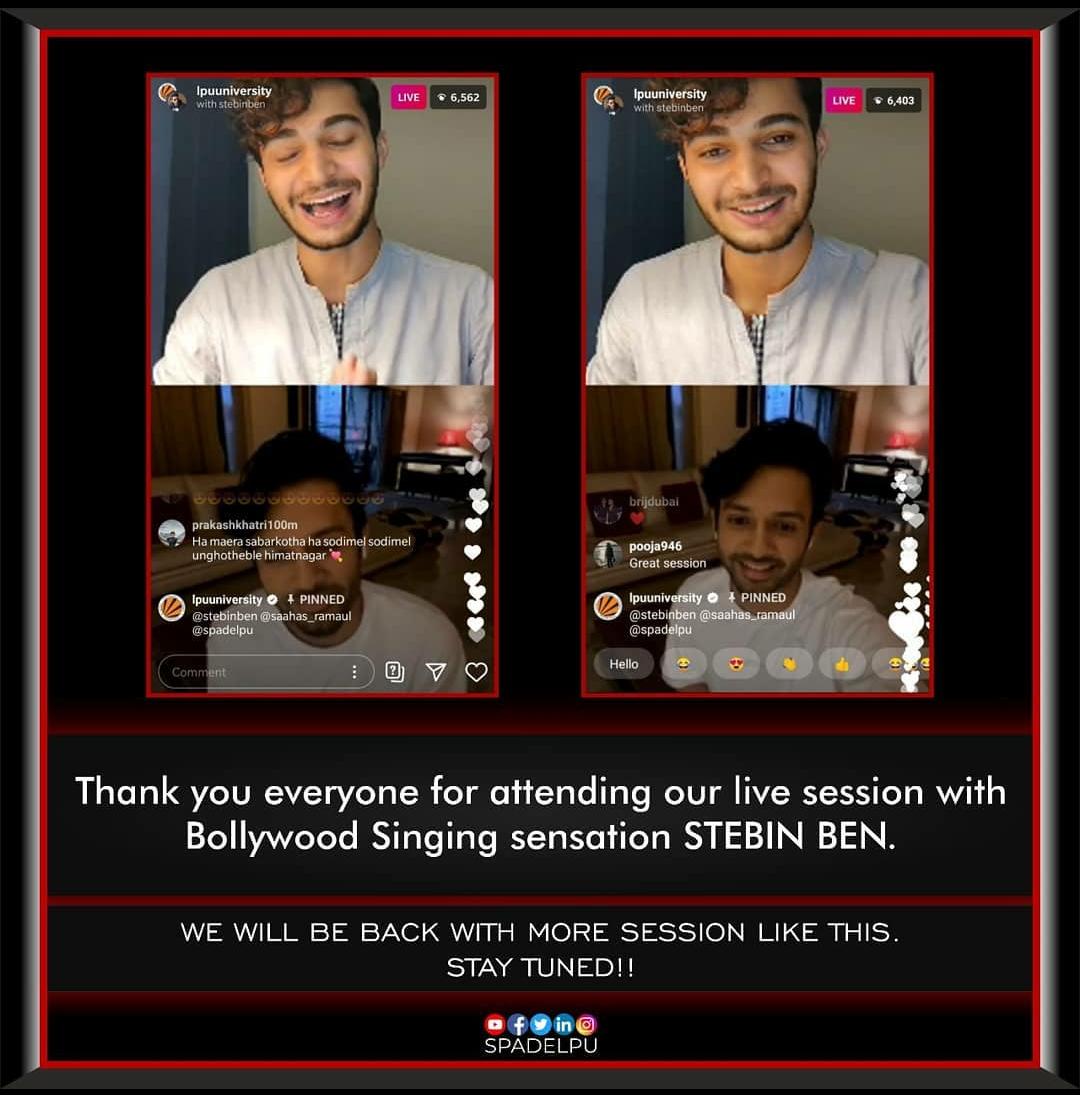 lpuuniversity
with stebinben
LIVE
6,562
prakashkhatri100m
Ha maera sabarkotha ha sodimel sodimel
unghotheble himatnagar 💘
lpuuniversity PINNED
@stebinben @saahas_ramaul
@spadelpu
Comment
lpuuniversity
with stebinben
LIVE
6,403
brijdubai
❤️
pooja946
Great session
lpuuniversity PINNED
@stebinben @saahas_ramaul
@spadelpu
Hello 😂 😍 👏 👍 😂
Thank you everyone for attending our live session with
Bollywood Singing sensation STEBIN BEN.
WE WILL BE BACK WITH MORE SESSION LIKE THIS.
STAY TUNED!!
SPADELPU